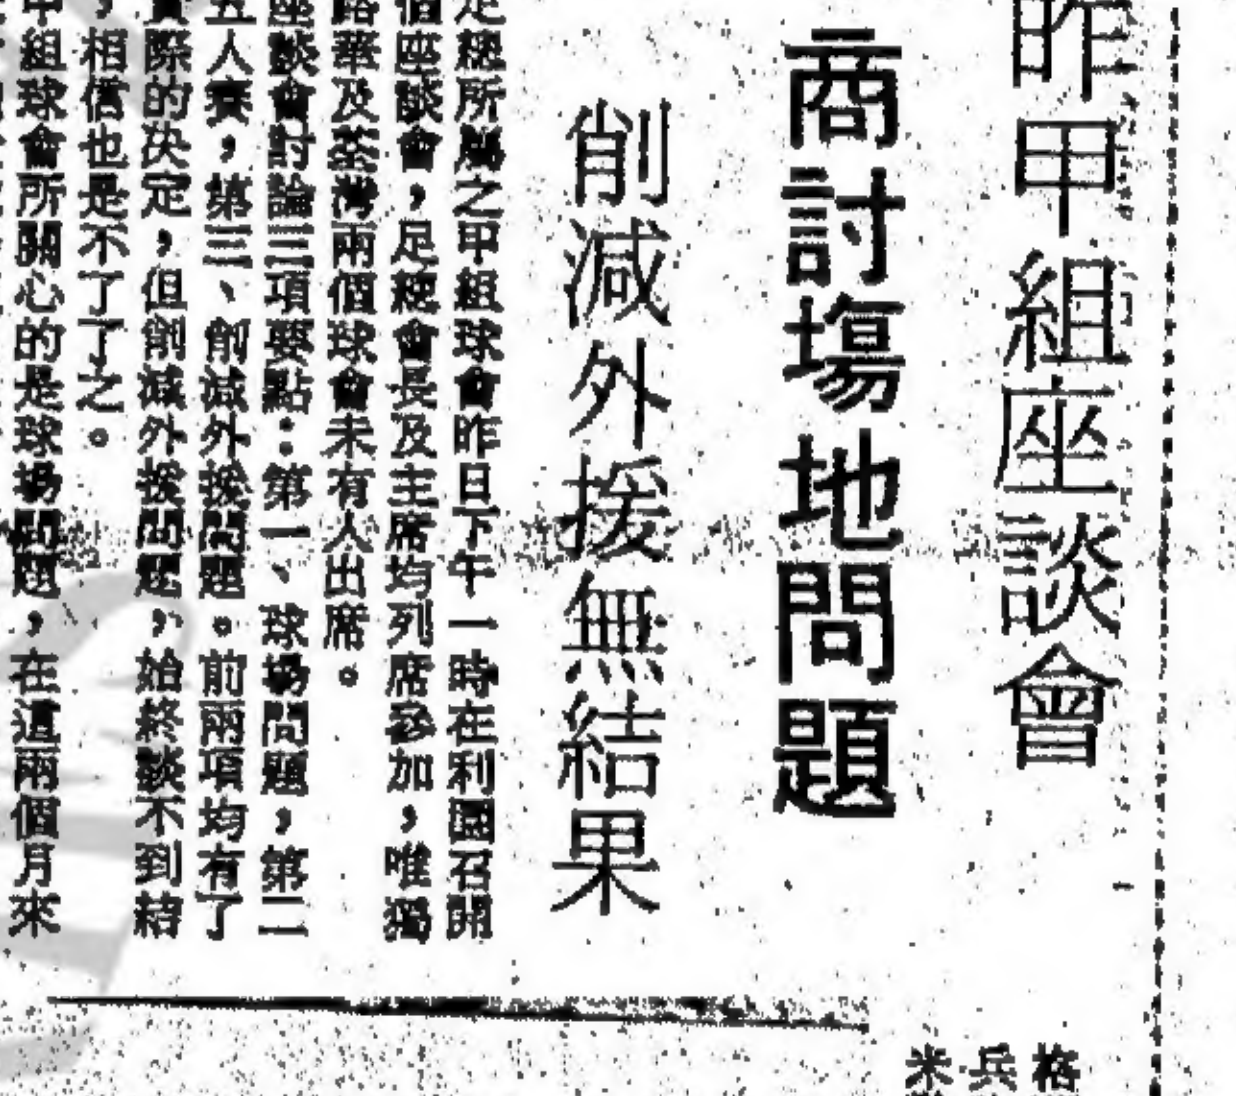 昨甲組座談會
商討塲地問題
削減外援無結果
足總所屬之甲組球會昨日下午一時在利園召開
個座談會，足總會長及主席均列席參加，唯獨
路華及荃灣兩個球會未有人出席。
座談會討論三項要點：第一、球場問題，第二
五人賽，第三、削減外援問題。前兩項均有了
實際的決定，但削減外援問題，始終談不到結
，相信也是不了了之。
甲組球會所關心的是球場問題，在這兩個月來
格
兵
米